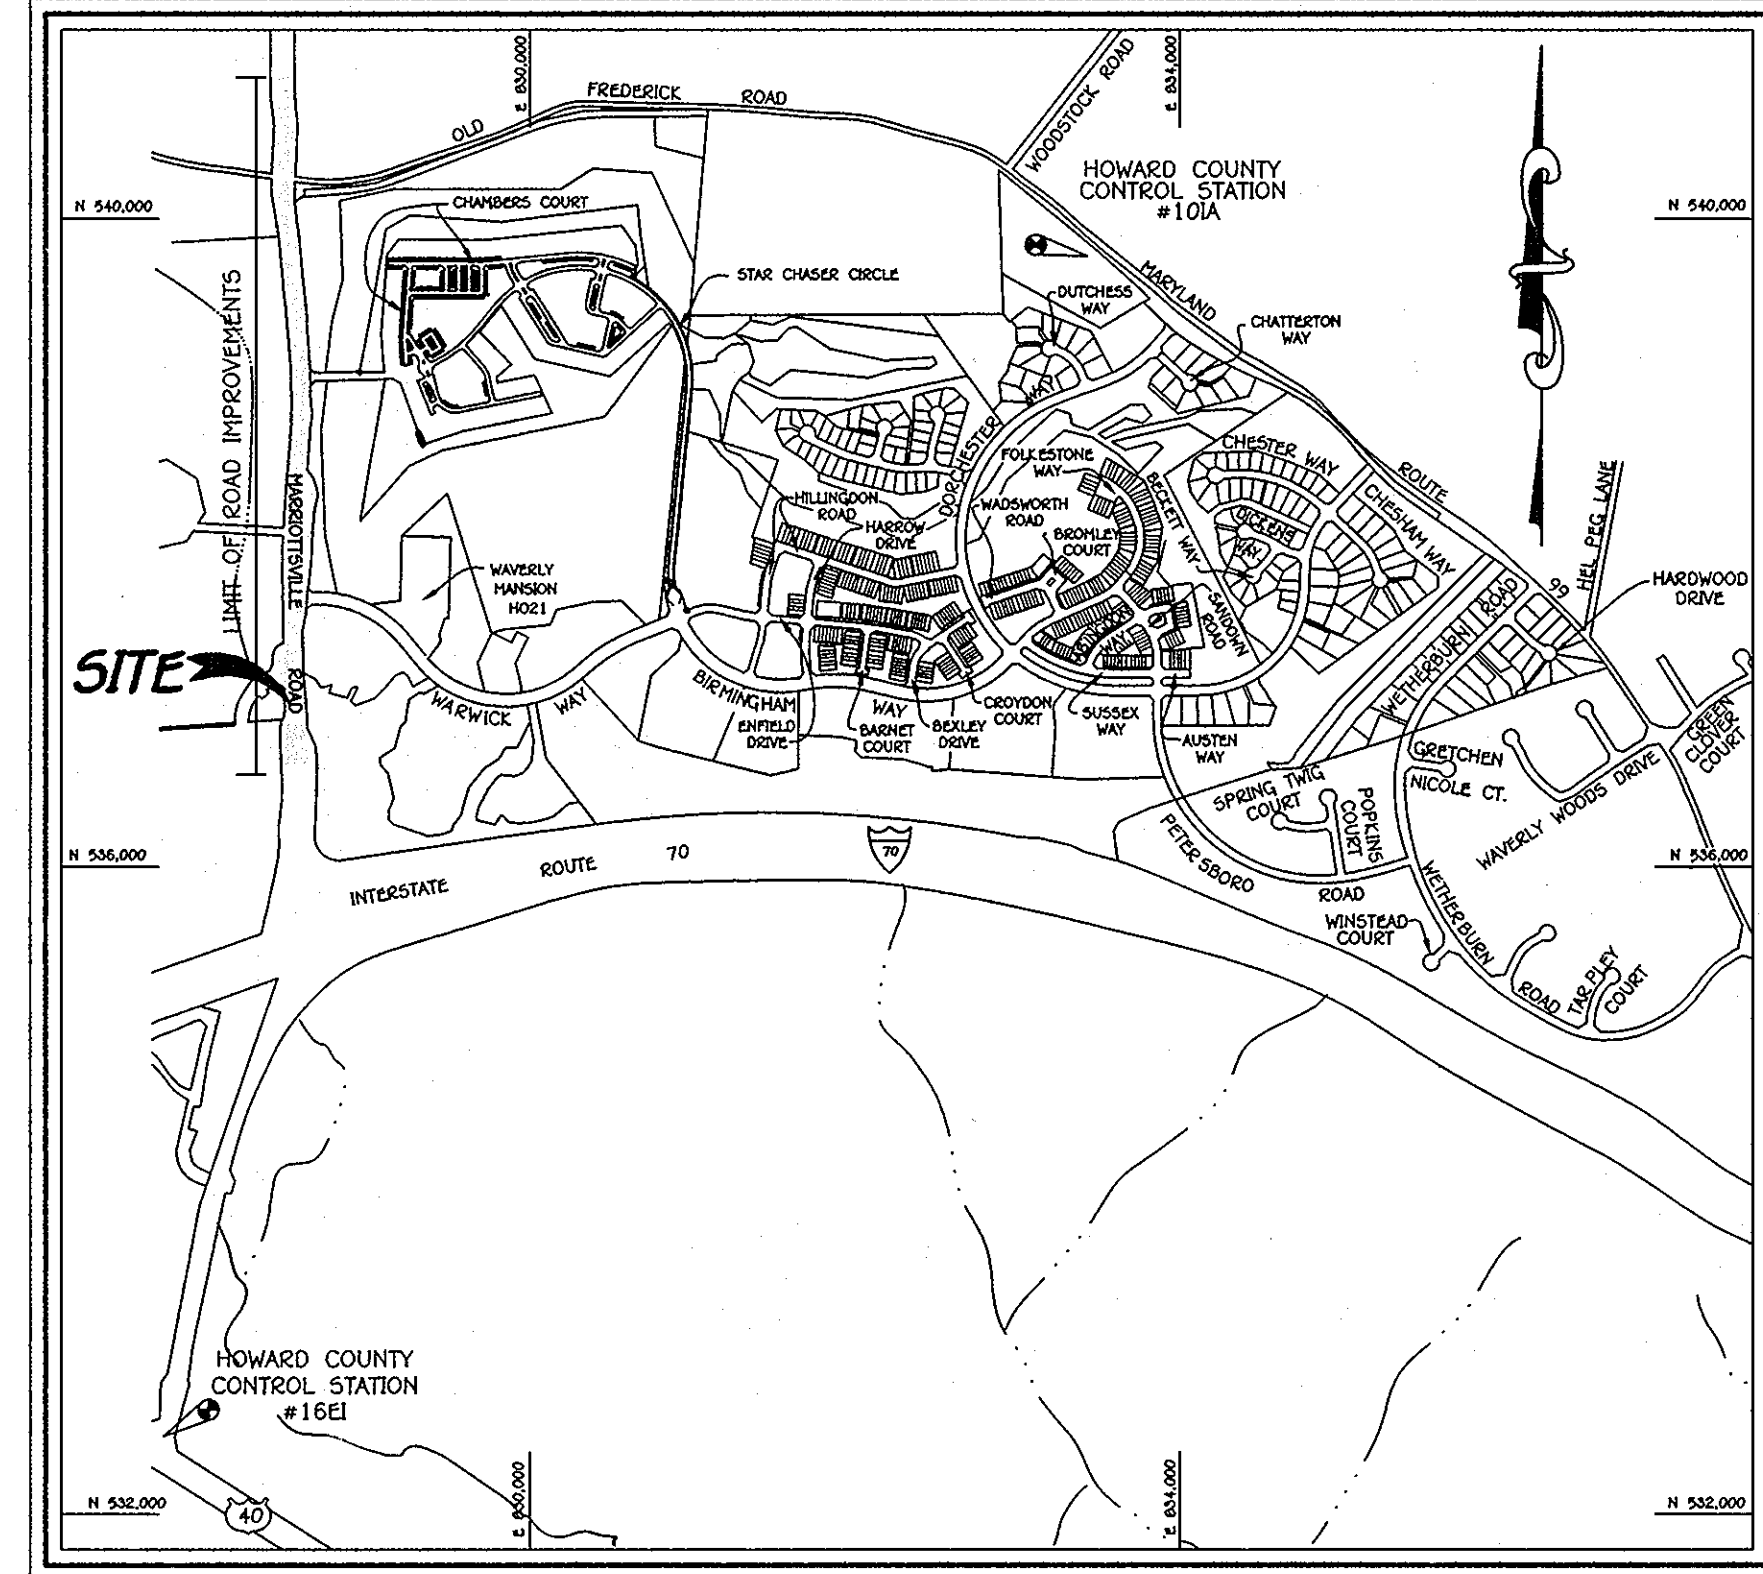 E 830,000
E 834,000
OLD FREDERICK ROAD
WOODSTOCK ROAD
HOWARD COUNTY
CONTROL STATION
#101A
N 540,000
N 540,000
CHAMBERS COURT
STAR CHASER CIRCLE
MARYLAND ROUTE 99
DUTCHESS
WAY
CHATTERTON
WAY
LIMIT OF ROAD IMPROVEMENTS
MARRIOTTSVILLE ROAD
DORCHESTER WAY
FOLKESTONE
WAY
BECKETT WAY
CHESTER WAY
CHESHAM WAY
DICKENS
WAY
HILLINGDON
ROAD
HARROW
DRIVE
WADSWORTH
ROAD
BROMLEY
COURT
HEL PEG LANE
HARDWOOD
DRIVE
WAVERLY
MANSION
HO21
SITE
WARWICK WAY
BIRMINGHAM WAY
ENFIELD
DRIVE
BARNET
COURT
BEXLEY
DRIVE
CROYDON
COURT
ABINGDON
WAY
SUSSEX
WAY
SANDOWN
ROAD
AUSTEN
WAY
WETHERBURN ROAD
GREEN
CLOVER
COURT
GRETCHEN
NICOLE CT.
SPRING TWIG
COURT
POPKINS
COURT
WAVERLY WOODS DRIVE
N 536,000
N 536,000
INTERSTATE ROUTE 70
70
PETERSBORO ROAD
WINSTEAD
COURT
WETHERBURN ROAD
TARPLEY
COURT
HOWARD COUNTY
CONTROL STATION
#16E1
N 532,000
N 532,000
40
E 830,000
E 834,000